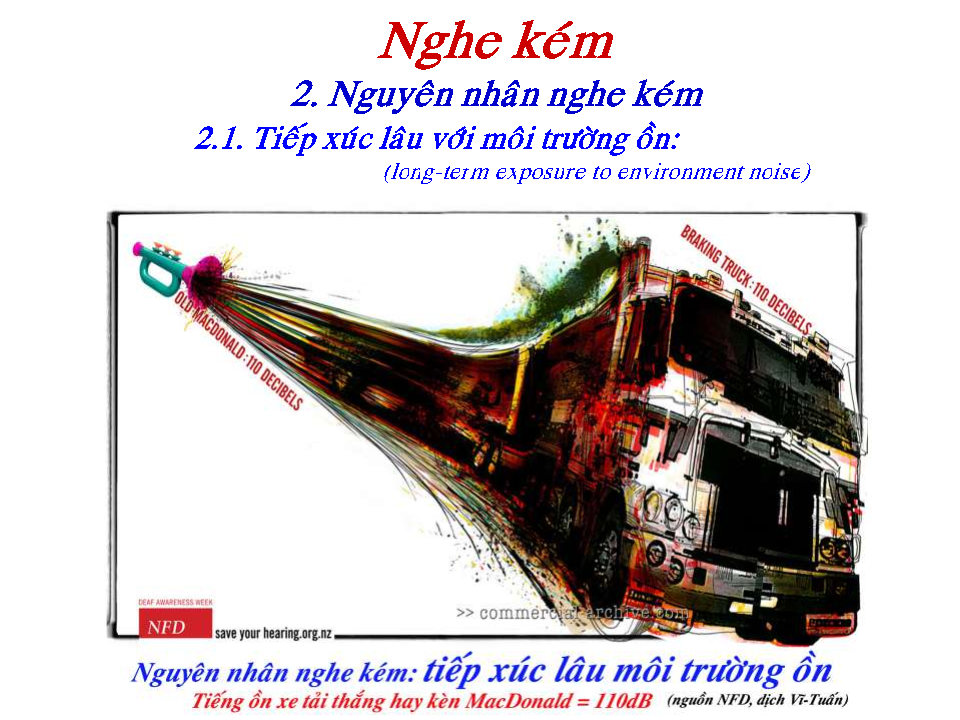 Nghe kém
2. Nguyên nhân nghe kém
2.1. Tiếp xúc lâu với môi trường ồn:
(long-term exposure to environment noise)
BRAKING TRUCK: 110 DECIBELS
OLD MACDONALD: 110 DECIBELS
DEAF AWARENESS WEEK
NFD
save your hearing.org.nz
>> commercial-archive.com
Nguyên nhân nghe kém: tiếp xúc lâu môi trường ồn
Tiếng ồn xe tải thắng hay kèn MacDonald = 110dB (nguồn NFD, dịch Vĩ-Tuấn)